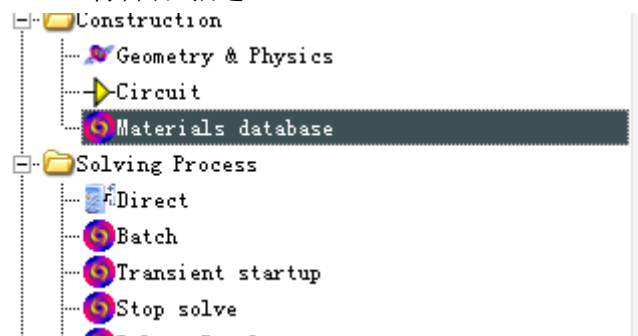 Construction
Geometry & Physics
Circuit
Materials database
Solving Process
Direct
Batch
Transient startup
Stop solve